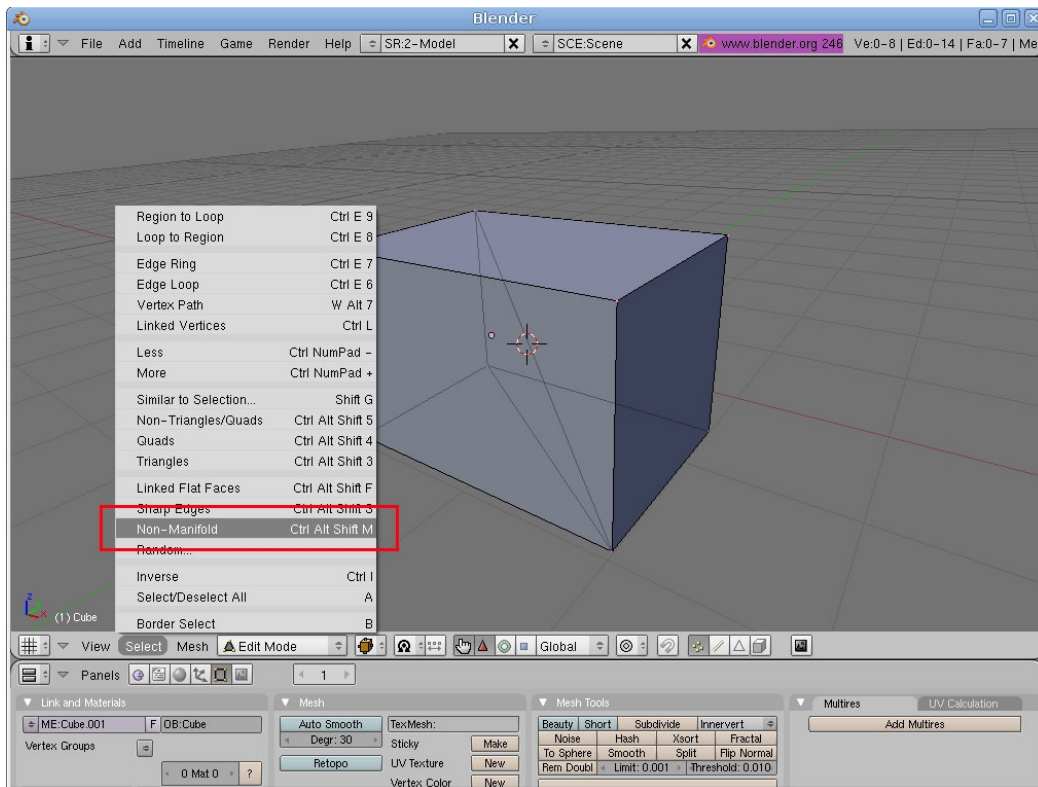 Blender
File Add Timeline Game Render Help SR:2-Model SCE:Scene www.blender.org 246 Ve:0-8 | Ed:0-14 | Fa:0-7 | Me
Region to Loop Ctrl E 9
Loop to Region Ctrl E 8
Edge Ring Ctrl E 7
Edge Loop Ctrl E 6
Vertex Path W Alt 7
Linked Vertices Ctrl L
Less Ctrl NumPad -
More Ctrl NumPad +
Similar to Selection... Shift G
Non-Triangles/Quads Ctrl Alt Shift 5
Quads Ctrl Alt Shift 4
Triangles Ctrl Alt Shift 3
Linked Flat Faces Ctrl Alt Shift F
Sharp Edges Ctrl Alt Shift S
Non-Manifold Ctrl Alt Shift M
Random...
Inverse Ctrl I
Select/Deselect All A
Border Select B
z x (1) Cube
View Select Mesh Edit Mode Global
Panels 1
Link and Materials Mesh Mesh Tools Multires UV Calculation
ME:Cube.001 F OB:Cube Auto Smooth TexMesh: Beauty Short Subdivide Innervert Add Multires
Vertex Groups Degr: 30 Sticky Make Noise Hash Xsort Fractal
To Sphere Smooth Split Flip Normal
0 Mat 0 ? Retopo UV Texture New Rem Doubl Limit: 0.001 Threshold: 0.010
Vertex Color New